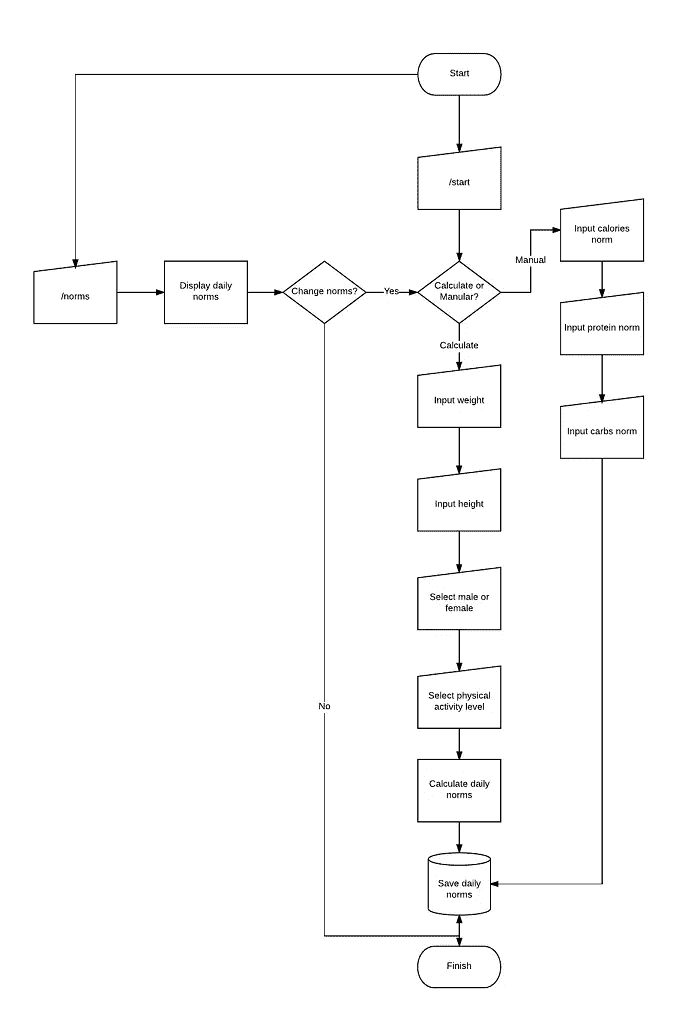 Start
/start
Input calories
norm
Manual
/norms
Display daily
norms
Change norms?
Yes
Calculate or
Manular?
Input protein norm
Calculate
Input weight
Input carbs norm
Input height
Select male or
female
Select physical
activity level
No
Calculate daily
norms
Save daily
norms
Finish